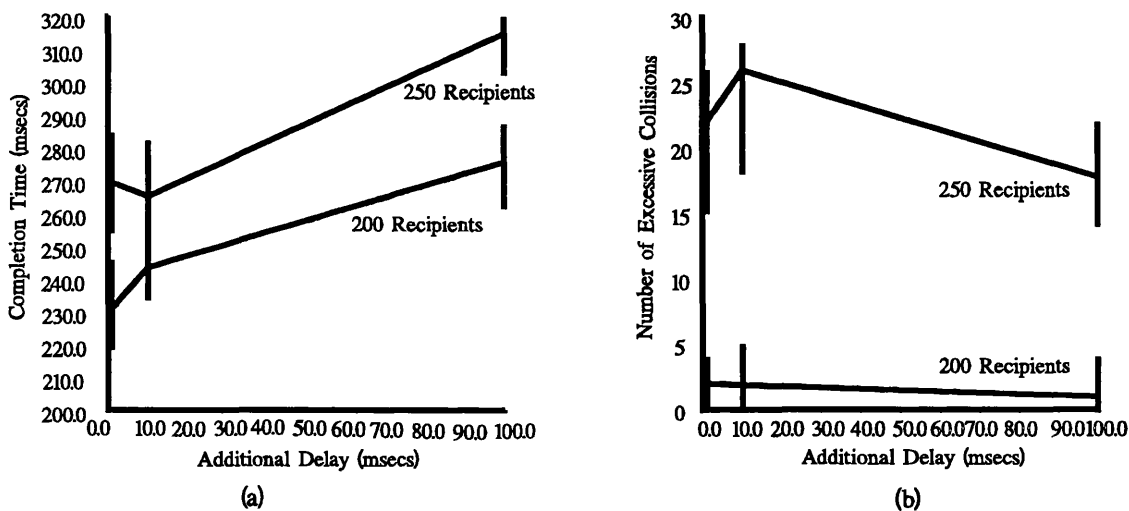 320.0
310.0
300.0
290.0
280.0
270.0
260.0
250.0
240.0
230.0
220.0
210.0
200.0
Completion Time (msecs)
250 Recipients
200 Recipients
0.0 10.0 20.0 30.0 40.0 50.0 60.0 70.0 80.0 90.0 100.0
Additional Delay (msecs)
(a)
30
25
20
15
10
5
0
Number of Excessive Collisions
250 Recipients
200 Recipients
0.0 10.0 20.0 30.0 40.0 50.0 60.070.0 80.0 90.0100.0
Additional Delay (msecs)
(b)